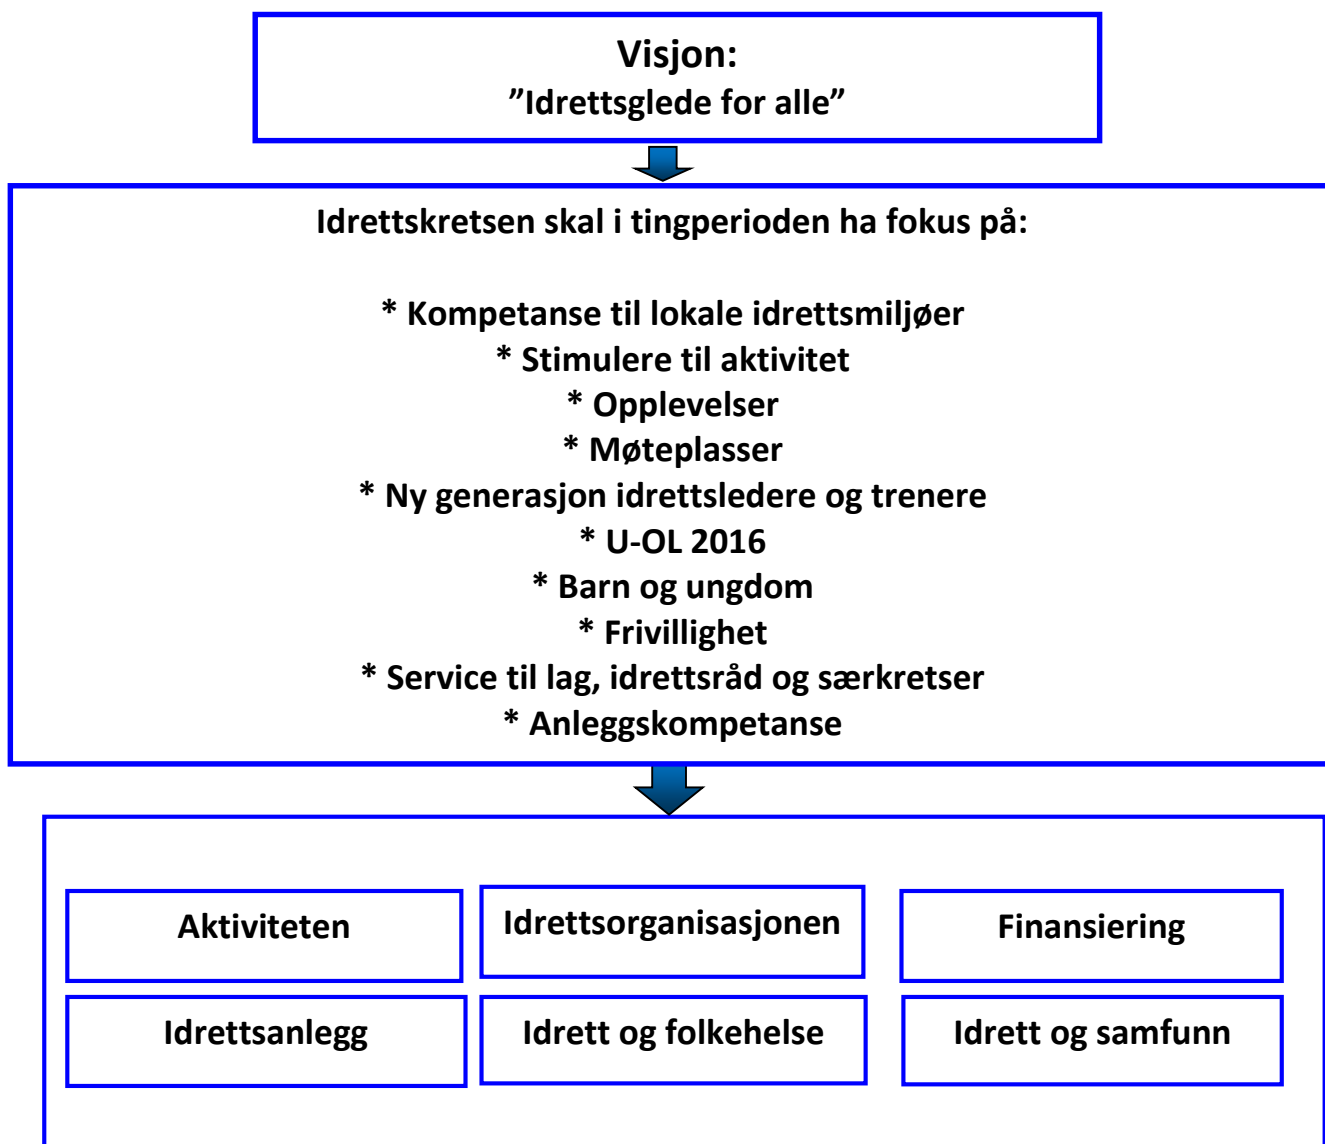 Visjon:
”Idrettsglede for alle”
Idrettskretsen skal i tingperioden ha fokus på:
* Kompetanse til lokale idrettsmiljøer
* Stimulere til aktivitet
* Opplevelser
* Møteplasser
* Ny generasjon idrettsledere og trenere
* U-OL 2016
* Barn og ungdom
* Frivillighet
* Service til lag, idrettsråd og særkretser
* Anleggskompetanse
Aktiviteten
Idrettsorganisasjonen
Finansiering
Idrettsanlegg
Idrett og folkehelse
Idrett og samfunn